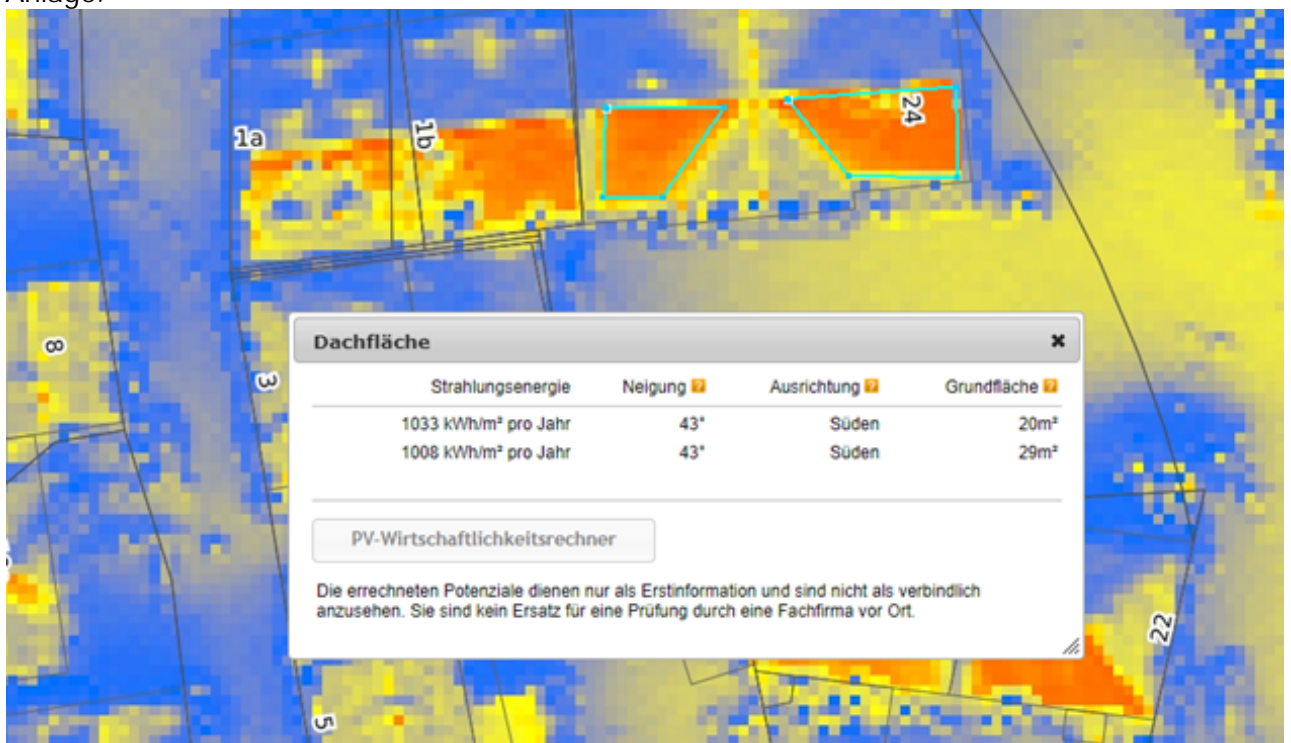 Anlage.
1a
1b
24
8
3
Dachfläche
Strahlungsenergie Neigung Ausrichtung Grundfläche
1033 kWh/m² pro Jahr 43° Süden 20m²
1008 kWh/m² pro Jahr 43° Süden 29m²
PV-Wirtschaftlichkeitsrechner
Die errechneten Potenziale dienen nur als Erstinformation und sind nicht als verbindlich
anzusehen. Sie sind kein Ersatz für eine Prüfung durch eine Fachfirma vor Ort.
22
5